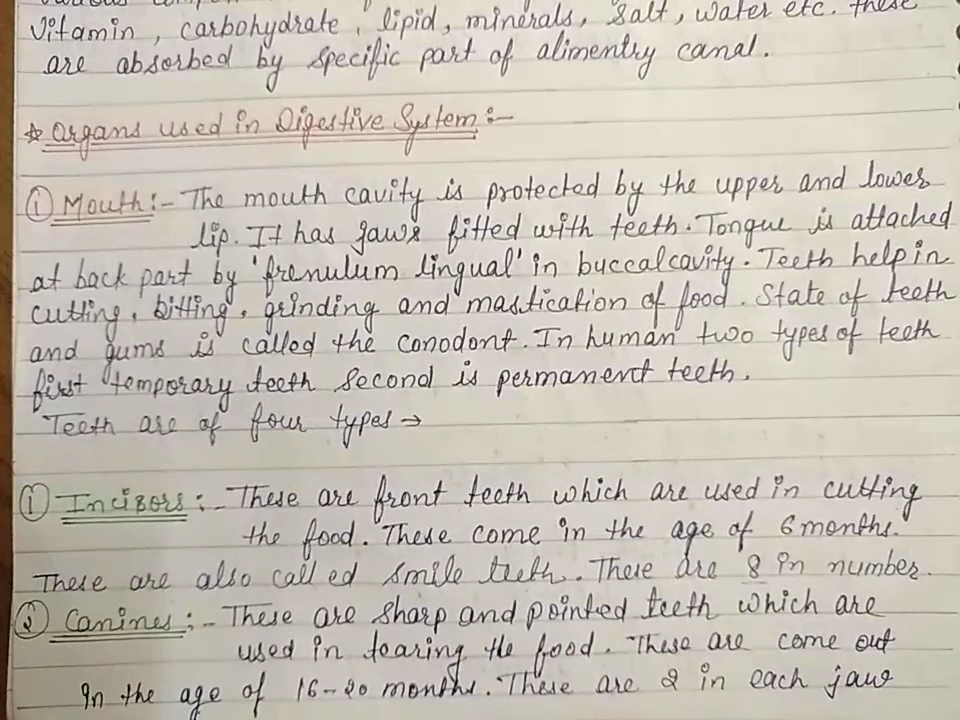 Vitamin, carbohydrate, lipid, minerals, salt, water etc. these
are absorbed by specific part of alimentry canal.
☆ Organs used in Digestive System:-
① Mouth:- The mouth cavity is protected by the upper and lower
lip. It has jaws fitted with teeth. Tongue is attached
at back part by 'frenulum lingual' in buccalcavity. Teeth help in
cutting, bitting, grinding and mastication of food. State of teeth
and gums is called the conodont. In human two types of teeth
first temporary teeth second is permanent teeth.
Teeth are of four types →
① Incisors:- These are front teeth which are used in cutting
the food. These come in the age of 6 months.
These are also called smile teeth. These are 8 in number.
② Canines:- These are sharp and pointed teeth which are
used in tearing the food. These are come out
in the age of 16-20 months. These are 2 in each jaw